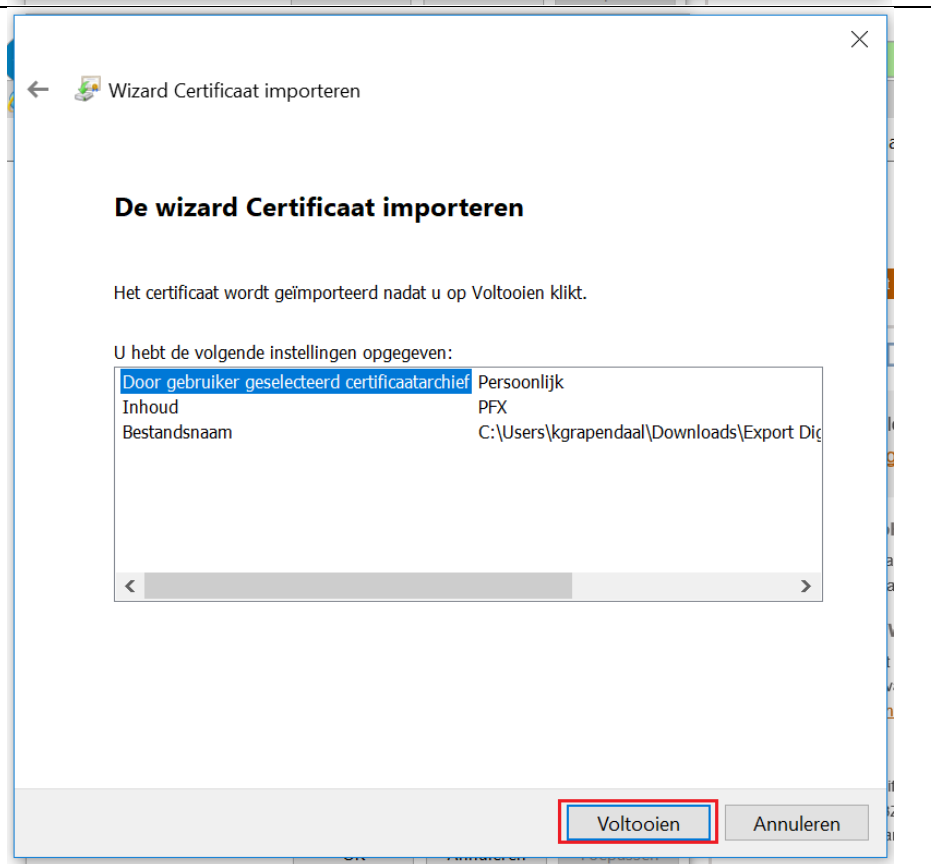 Wizard Certificaat importeren
De wizard Certificaat importeren
Het certificaat wordt geïmporteerd nadat u op Voltooien klikt.
U hebt de volgende instellingen opgegeven:
Door gebruiker geselecteerd certificaatarchief Persoonlijk
Inhoud PFX
Bestandsnaam C:\Users\kgrapendaal\Downloads\Export Dig
Voltooien Annuleren